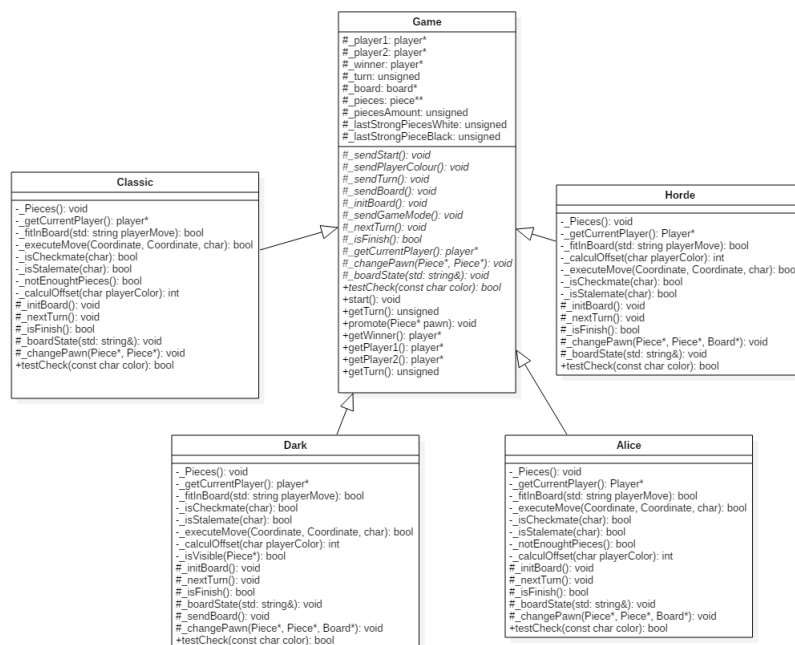 Game
#_player1: player*
#_player2: player*
#_winner: player*
#_turn: unsigned
#_board: board*
#_pieces: piece**
#_piecesAmount: unsigned
#_lastStrongPiecesWhite: unsigned
#_lastStrongPieceBlack: unsigned
#_sendStart(): void
#_sendPlayerColour(): void
#_sendTurn(): void
#_sendBoard(): void
#_initBoard(): void
#_sendGameMode(): void
#_nextTurn(): void
#_isFinish(): bool
#_getCurrentPlayer(): player*
#_changePawn(Piece*, Piece*): void
#_boardState(std: string&): void
+testCheck(const char color): bool
+start(): void
+getTurn(): unsigned
+promote(Piece* pawn): void
+getWinner(): player*
+getPlayer1(): player*
+getPlayer2(): player*
+getTurn(): unsigned
Classic
-_Pieces(): void
-_getCurrentPlayer(): player*
-_fitInBoard(std: string playerMove): bool
-_executeMove(Coordinate, Coordinate, char): bool
-_isCheckmate(char): bool
-_isStalemate(char): bool
-_notEnoughtPieces(): bool
-_calculOffset(char playerColor): int
#_initBoard(): void
#_nextTurn(): void
#_isFinish(): bool
#_boardState(std: string&): void
#_changePawn(Piece*, Piece*): void
+testCheck(const char color): bool
Horde
-_Pieces(): void
-_getCurrentPlayer(): Player*
-_fitInBoard(std: string playerMove): bool
-_calculOffset(char playerColor): int
-_executeMove(Coordinate, Coordinate, char): bool
-_isCheckmate(char): bool
-_isStalemate(char): bool
#_initBoard(): void
#_nextTurn(): void
#_isFinish(): bool
#_changePawn(Piece*, Piece*, Board*): void
#_boardState(std: string&): void
+testCheck(const char color): bool
Dark
-_Pieces(): void
-_getCurrentPlayer(): player*
-_fitInBoard(std: string playerMove): bool
-_isCheckmate(char): bool
-_isStalemate(char): bool
-_executeMove(Coordinate, Coordinate, char): bool
-_calculOffset(char playerColor): int
-_isVisible(Piece*): bool
#_initBoard(): void
#_nextTurn(): void
#_isFinish(): bool
#_boardState(std: string&): void
#_sendBoard(): void
#_changePawn(Piece*, Piece*, Board*): void
+testCheck(const char color): bool
Alice
-_Pieces(): void
-_getCurrentPlayer(): Player*
-_fitInBoard(std: string playerMove): bool
-_executeMove(Coordinate, Coordinate, char): bool
-_isCheckmate(char): bool
-_isStalemate(char): bool
-_notEnoughtPieces(): bool
-_calculOffset(char playerColor): int
#_initBoard(): void
#_nextTurn(): void
#_isFinish(): bool
#_boardState(std: string&): void
#_changePawn(Piece*, Piece*, Board*): void
+testCheck(const char color): bool